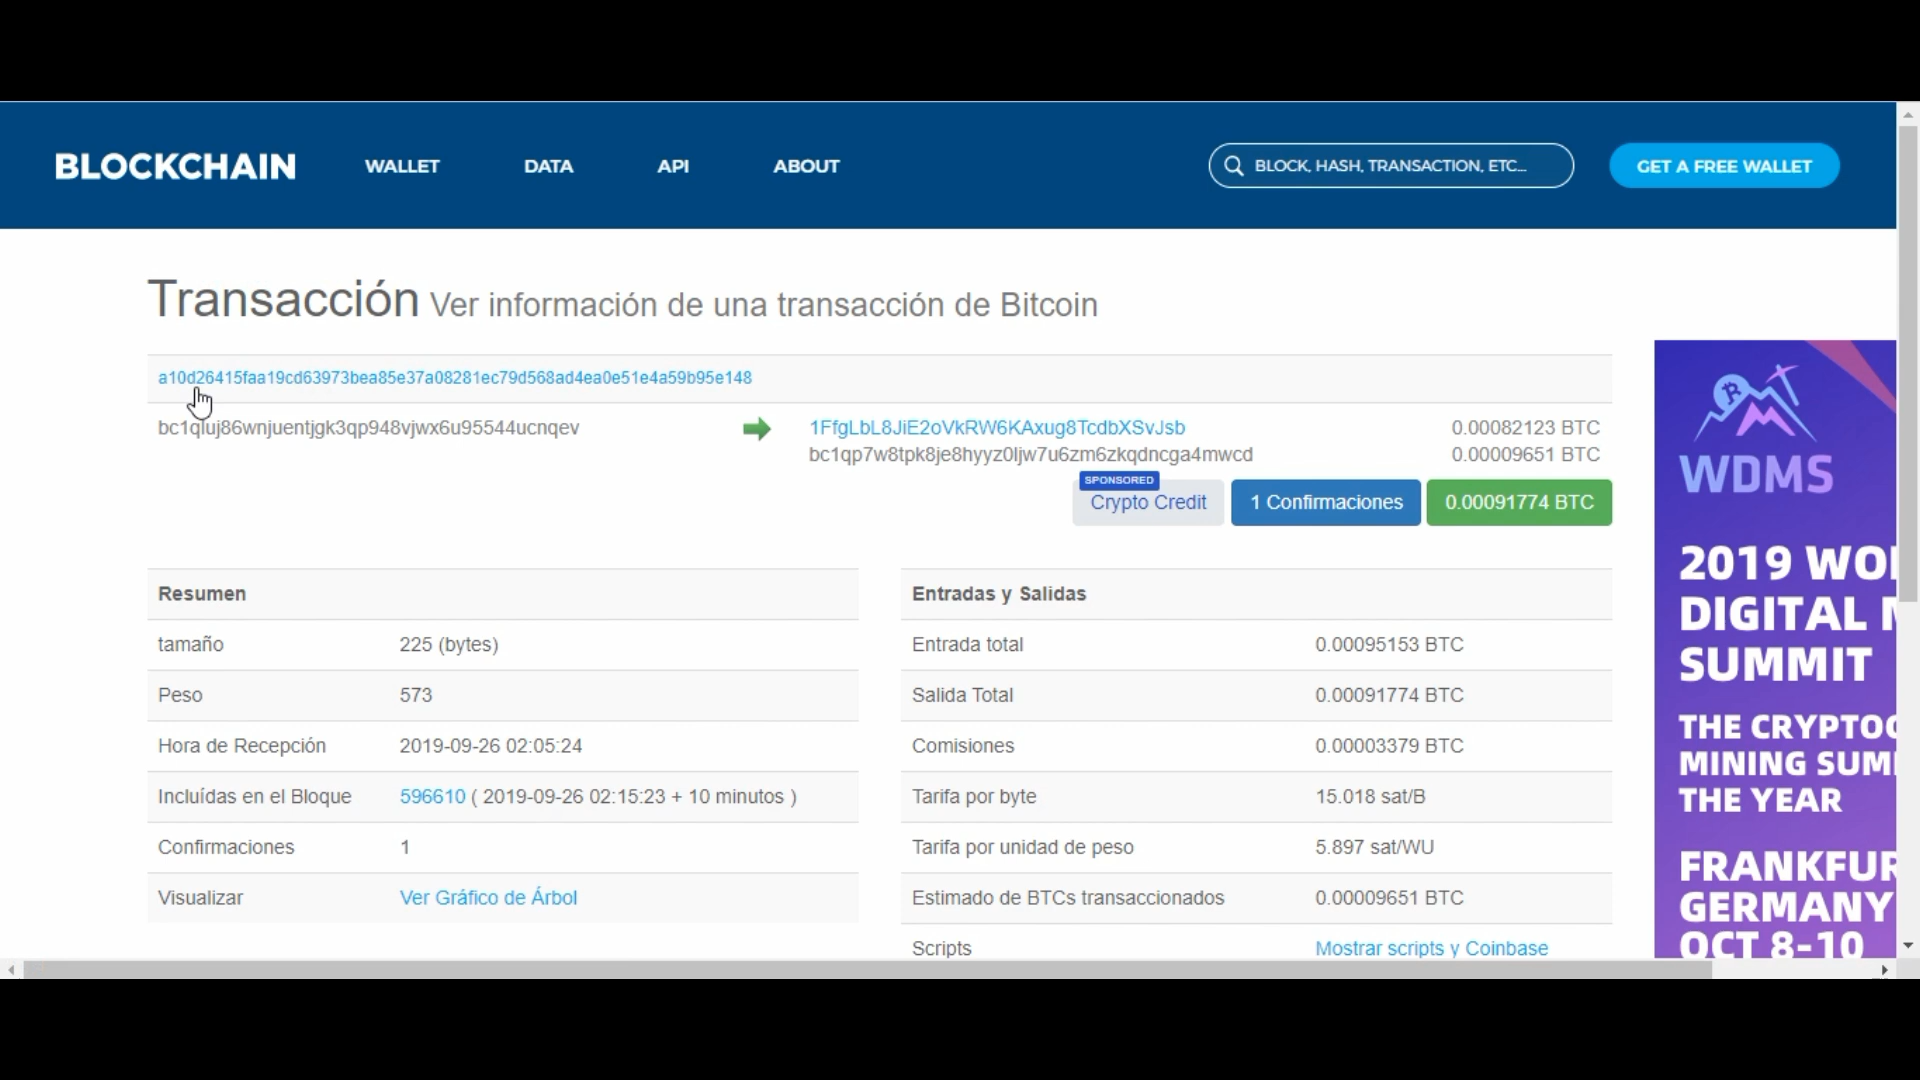 BLOCKCHAIN WALLET DATA API ABOUT BLOCK, HASH, TRANSACTION, ETC... GET A FREE WALLET
Transacción Ver información de una transacción de Bitcoin
a10d26415faa19cd63973bea85e37a08281ec79d568ad4ea0e51e4a59b95e148
bc1qluj86wnjuentjgk3qp948vjwx6u95544ucnqev 1FfgLbL8JiE2oVkRW6KAxug8TcdbXSvJsb 0.00082123 BTC
bc1qp7w8tpk8je8hyyz0ljw7u6zm6zkqdncga4mwcd 0.00009651 BTC
SPONSORED
Crypto Credit 1 Confirmaciones 0.00091774 BTC
Resumen
tamaño 225 (bytes)
Peso 573
Hora de Recepción 2019-09-26 02:05:24
Incluídas en el Bloque 596610 ( 2019-09-26 02:15:23 + 10 minutos )
Confirmaciones 1
Visualizar Ver Gráfico de Árbol
Entradas y Salidas
Entrada total 0.00095153 BTC
Salida Total 0.00091774 BTC
Comisiones 0.00003379 BTC
Tarifa por byte 15.018 sat/B
Tarifa por unidad de peso 5.897 sat/WU
Estimado de BTCs transaccionados 0.00009651 BTC
Scripts Mostrar scripts y Coinbase
WDMS
2019 WO
DIGITAL
SUMMIT
THE CRYPTO
MINING SUM
THE YEAR
FRANKFUR
GERMANY
OCT 8-10